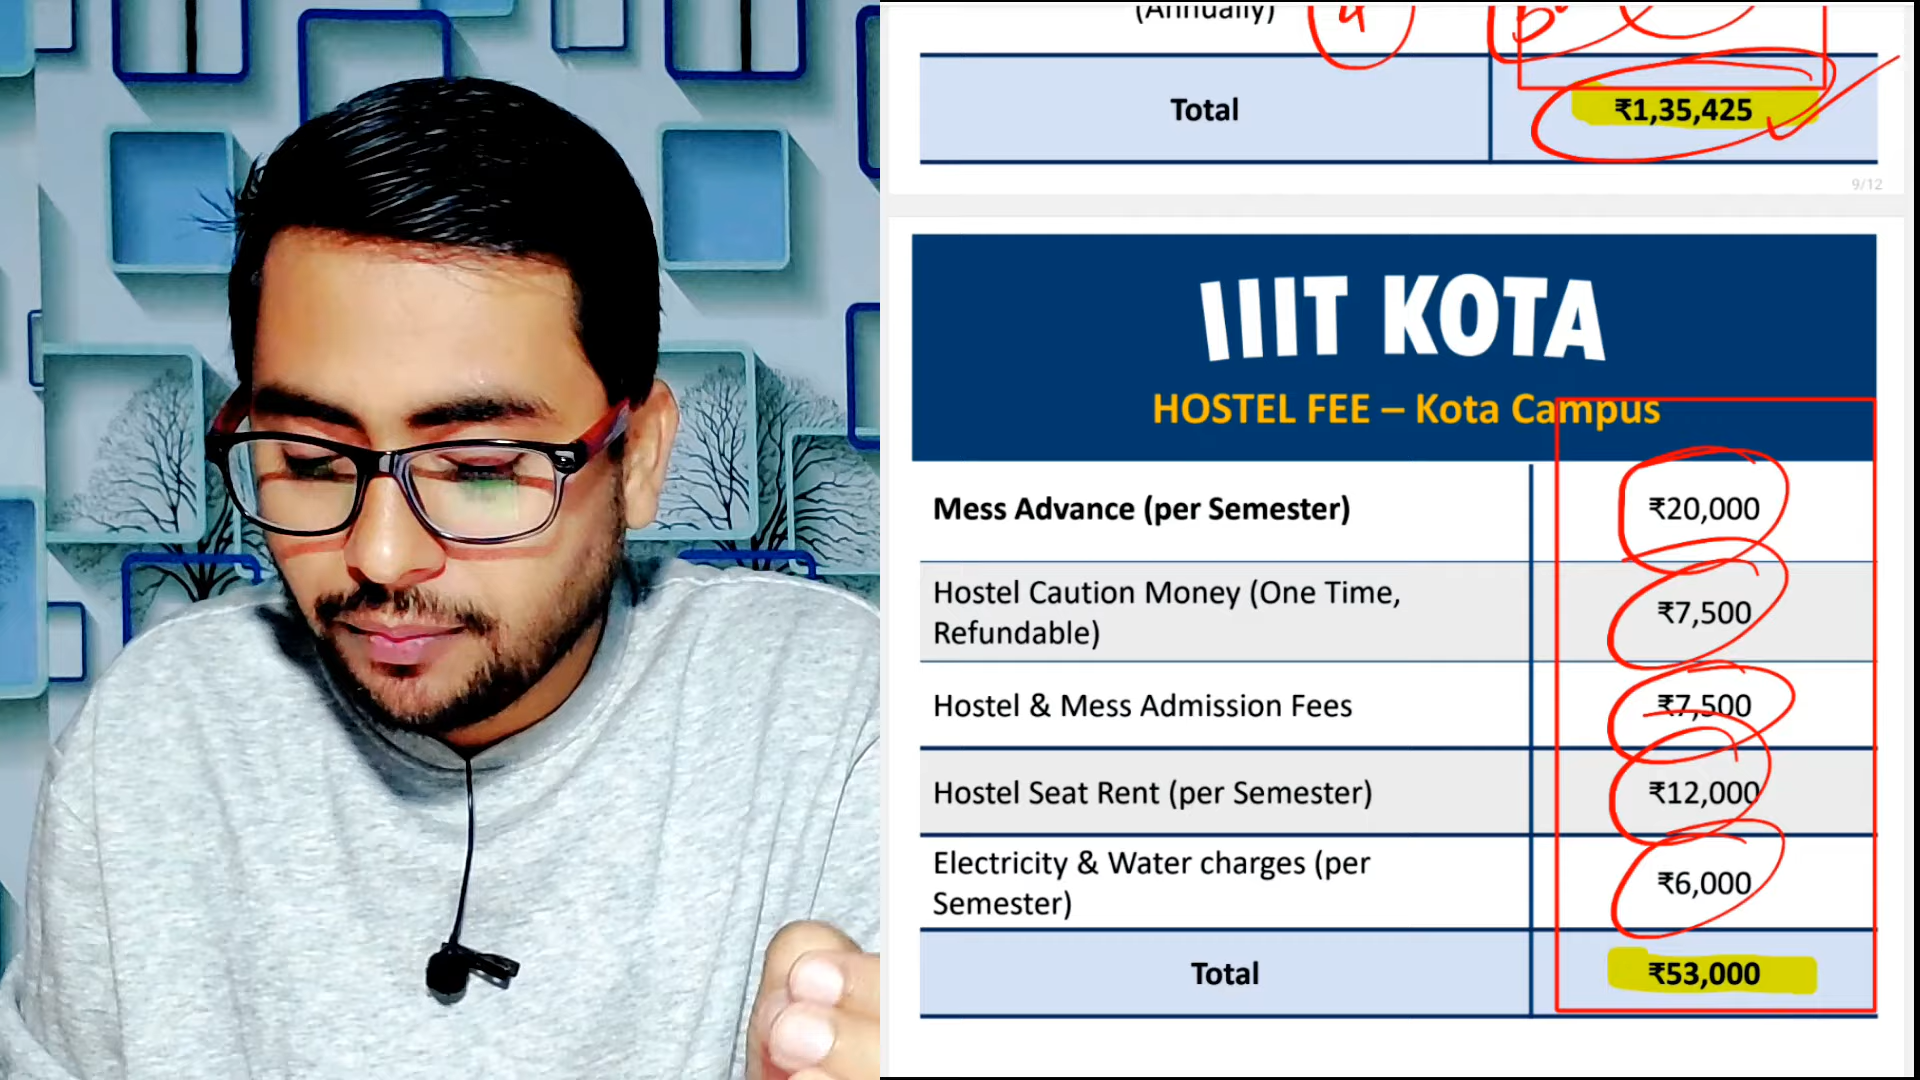 (Annually)
4
Total ₹1,35,425
9/12
IIIT KOTA
HOSTEL FEE – Kota Campus
Mess Advance (per Semester) ₹20,000
Hostel Caution Money (One Time,
Refundable) ₹7,500
Hostel & Mess Admission Fees ₹7,500
Hostel Seat Rent (per Semester) ₹12,000
Electricity & Water charges (per
Semester) ₹6,000
Total ₹53,000